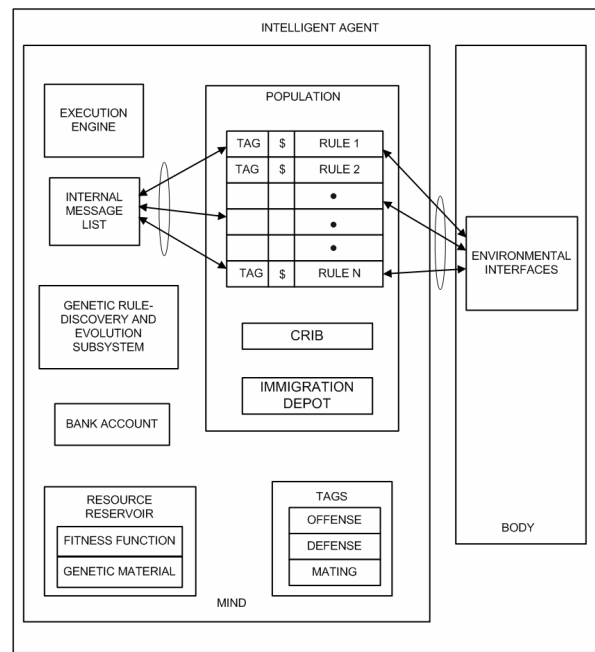 INTELLIGENT AGENT
EXECUTION
ENGINE
INTERNAL
MESSAGE
LIST
GENETIC RULE-
DISCOVERY AND
EVOLUTION
SUBSYSTEM
BANK ACCOUNT
RESOURCE
RESERVOIR
FITNESS FUNCTION
GENETIC MATERIAL
POPULATION
TAG $ RULE 1
TAG $ RULE 2
TAG $ RULE N
CRIB
IMMIGRATION
DEPOT
TAGS
OFFENSE
DEFENSE
MATING
MIND
ENVIRONMENTAL
INTERFACES
BODY